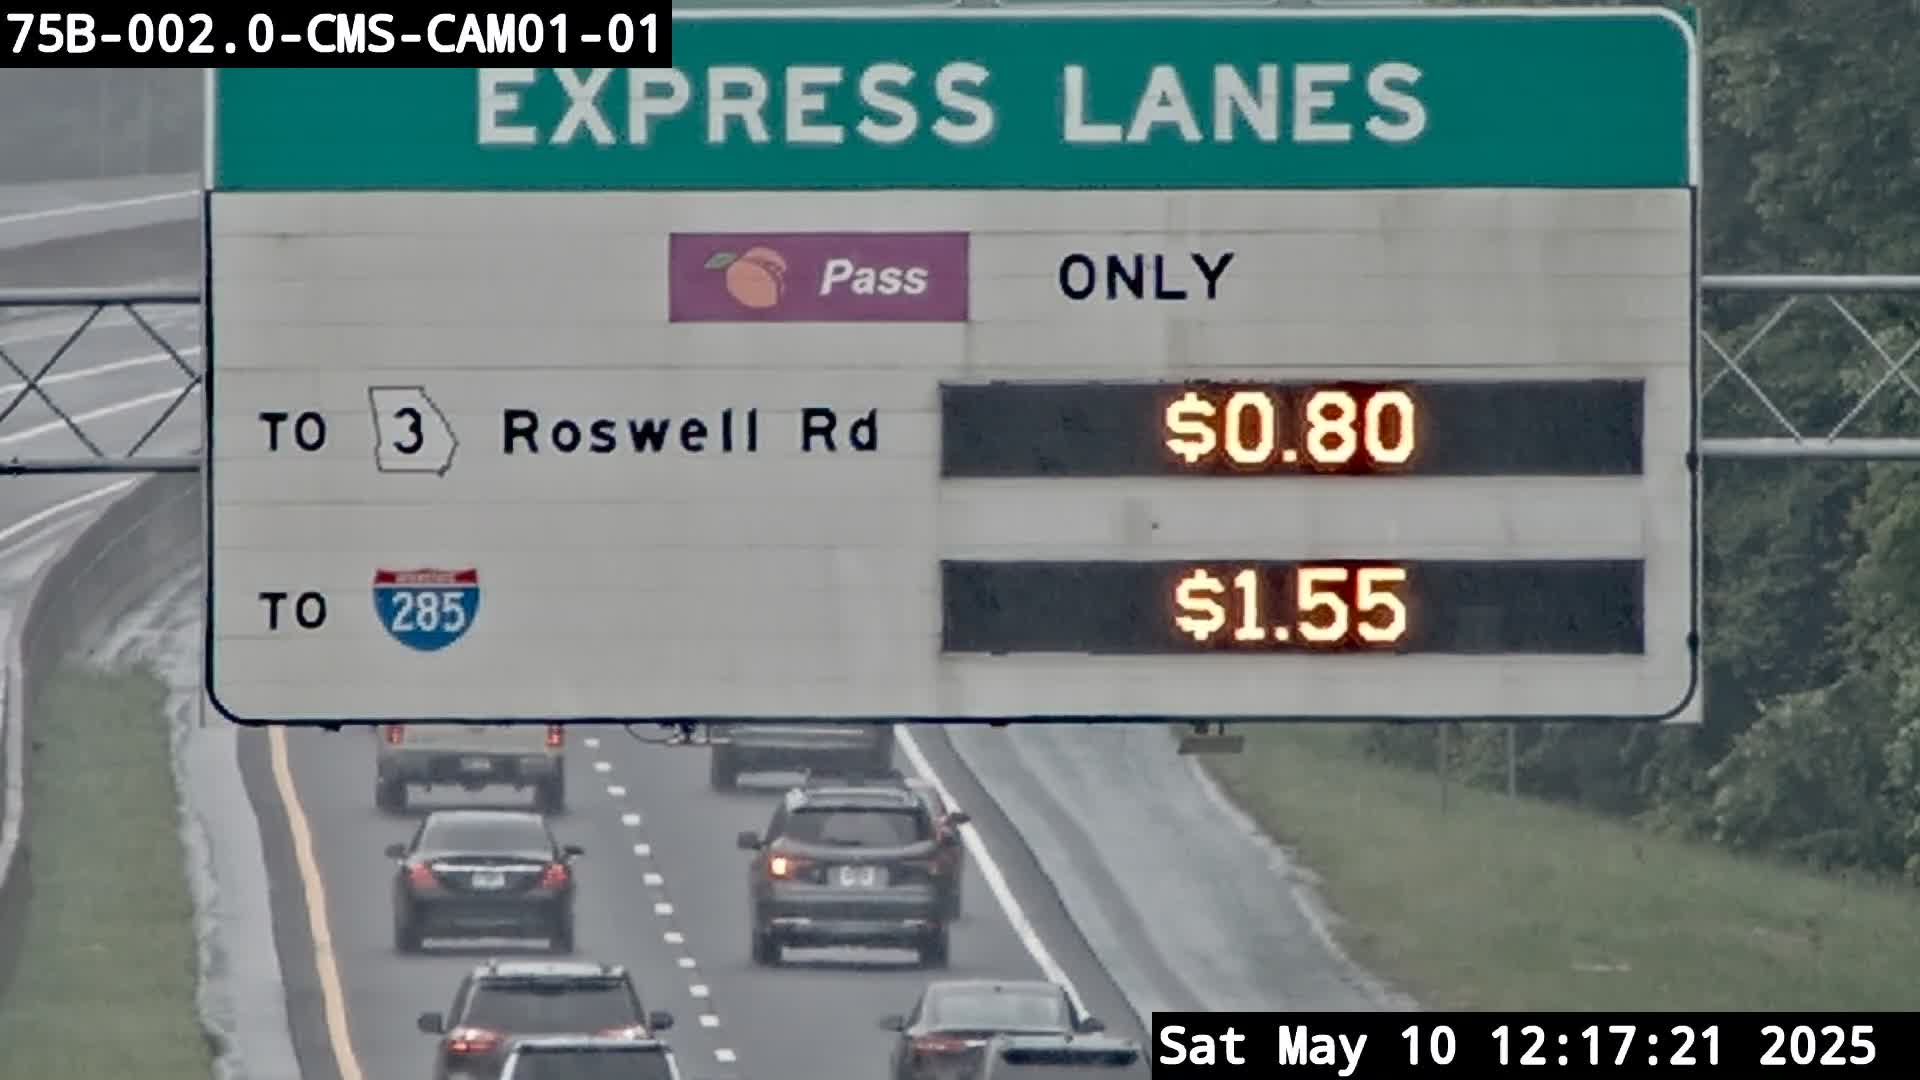 75B-002.0-CMS-CAM01-01
EXPRESS LANES
Pass ONLY
TO 3 Roswell Rd $0.80
TO 285 $1.55
Sat May 10 12:17:21 2025